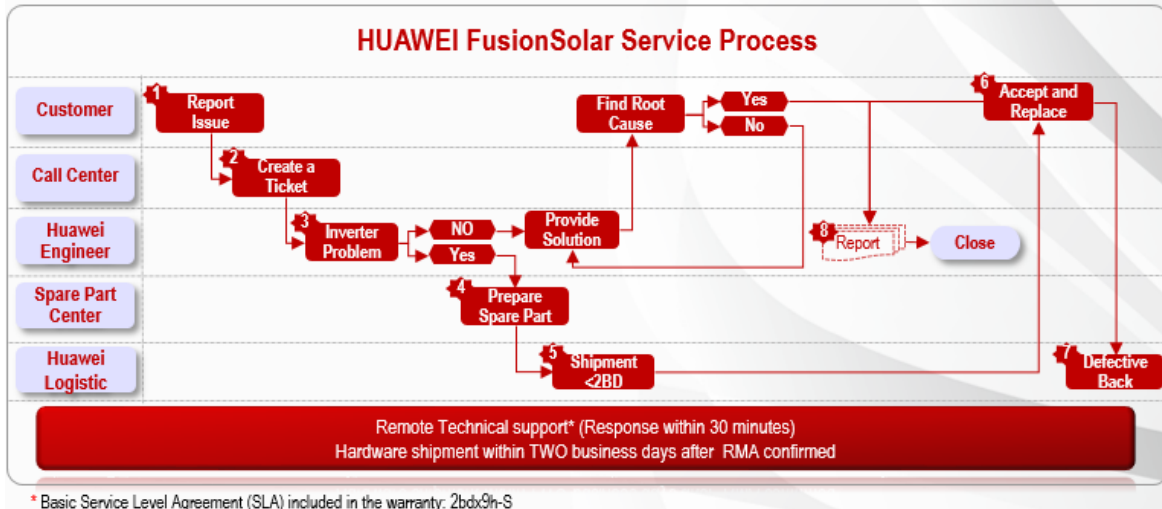 HUAWEI FusionSolar Service Process
Customer
1
Report
Issue
Find Root
Cause
Yes
No
6
Accept and
Replace
Call Center
2
Create a
Ticket
Huawei
Engineer
3
Inverter
Problem
NO
Yes
Provide
Solution
8
Report
Close
Spare Part
Center
4
Prepare
Spare Part
Huawei
Logistic
5
Shipment
<2BD
7
Defective
Back
Remote Technical support* (Response within 30 minutes)
Hardware shipment within TWO business days after RMA confirmed
* Basic Service Level Agreement (SLA) included in the warranty: 2bdx9h-S